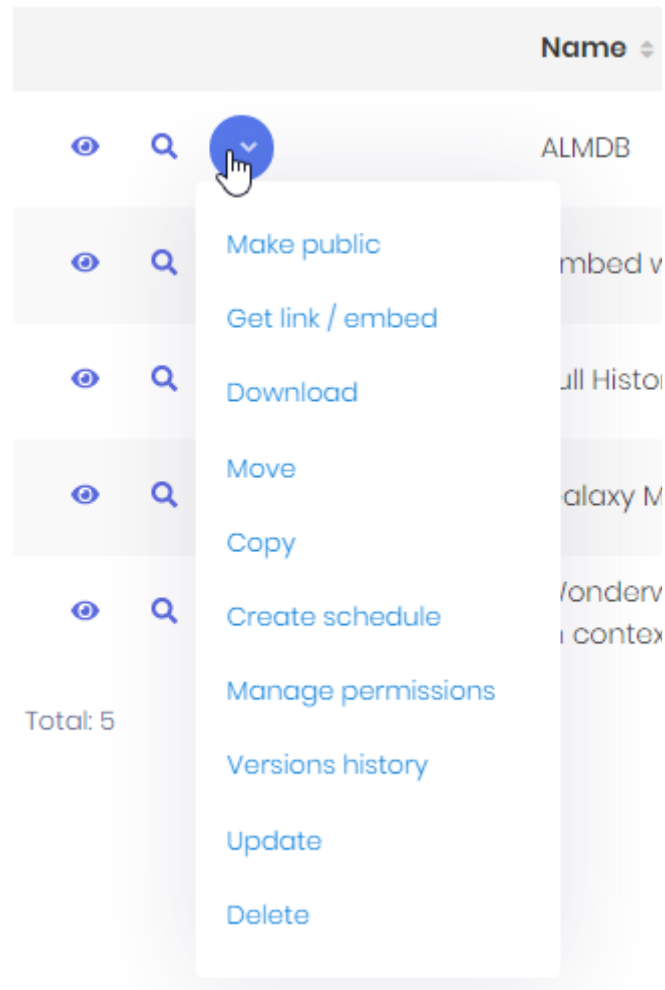 Name
ALMDB
Make public
Get link / embed
Download
Move
Copy
Create schedule
Manage permissions
Versions history
Update
Delete
Total: 5